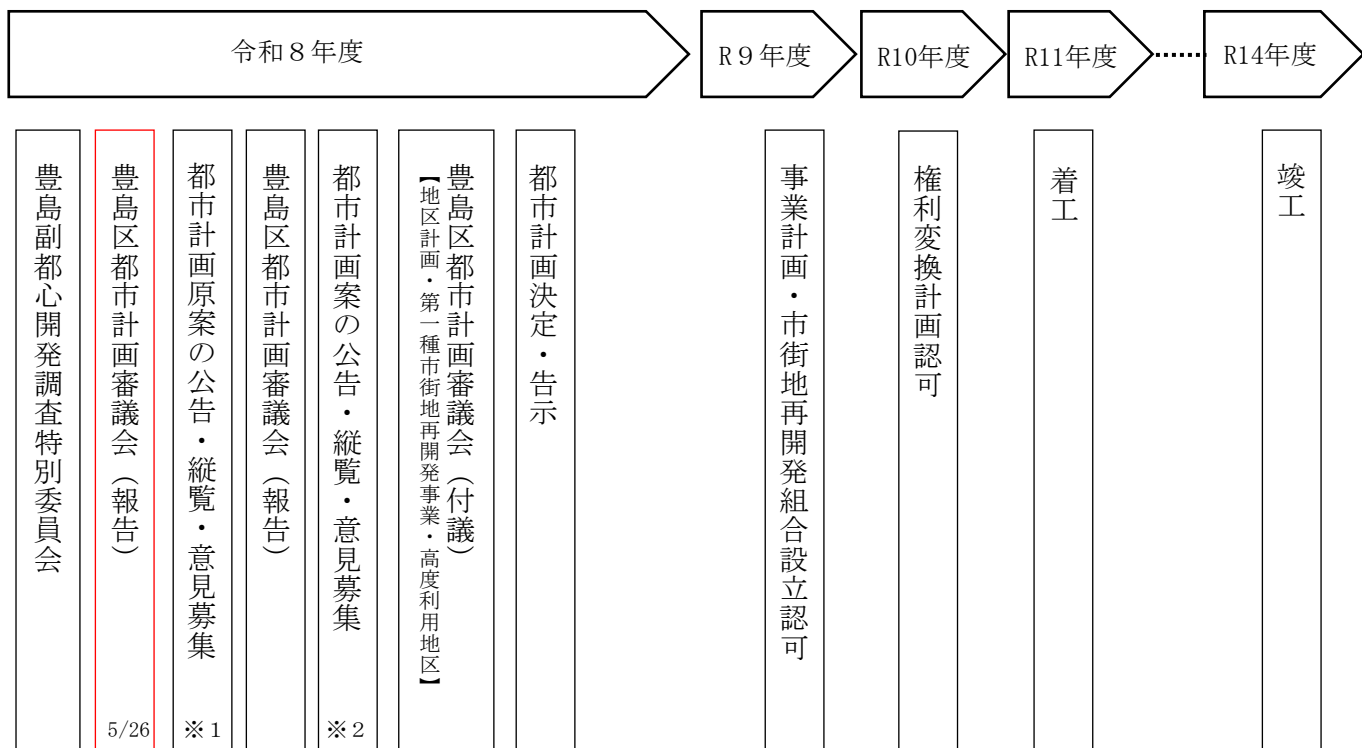 令和８年度
R９年度
R10年度
R11年度
R14年度
豊島副都心開発調査特別委員会
豊島区都市計画審議会（報告）
5/26
都市計画原案の公告・縦覧・意見募集
※１
豊島区都市計画審議会（報告）
都市計画案の公告・縦覧・意見募集
※２
豊島区都市計画審議会（付議）
【地区計画・第一種市街地再開発事業・高度利用地区】
都市計画決定・告示
事業計画・市街地再開発組合設立認可
権利変換計画認可
着工
竣工